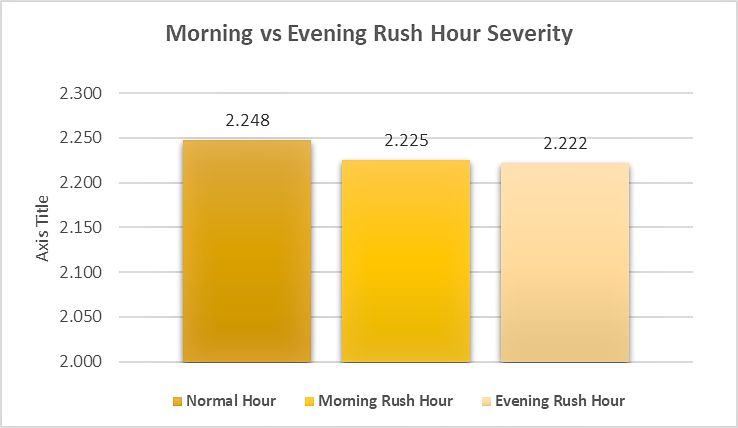 Morning vs Evening Rush Hour Severity
2.300
2.250
2.200
2.150
2.100
2.050
2.000
Axis Title
2.248
2.225
2.222
Normal Hour
Morning Rush Hour
Evening Rush Hour